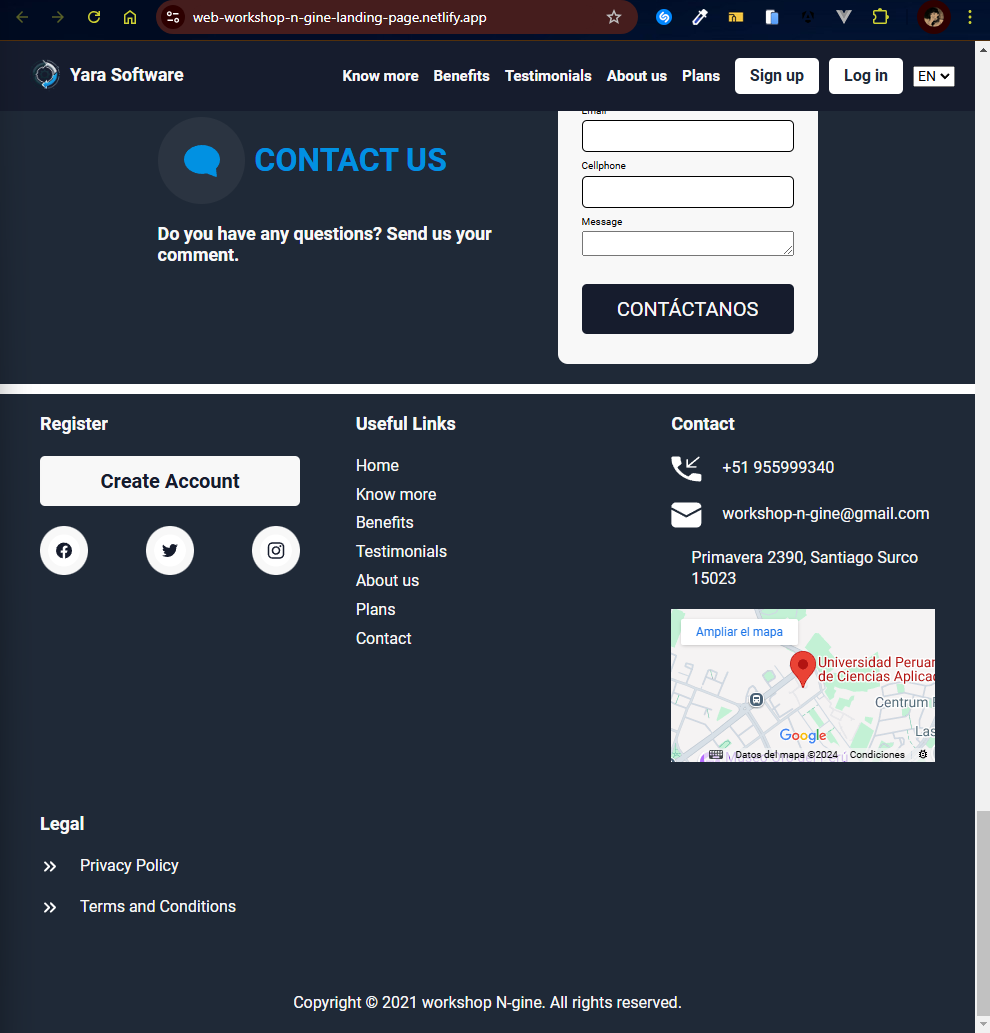 web-workshop-n-gine-landing-page.netlify.app
Yara Software
Know more
Benefits
Testimonials
About us
Plans
Sign up
Log in
EN
CONTACT US
Do you have any questions? Send us your
comment.
Email
Cellphone
Message
CONTÁCTANOS
Register
Create Account
Useful Links
Home
Know more
Benefits
Testimonials
About us
Plans
Contact
Contact
+51 955999340
workshop-n-gine@gmail.com
Primavera 2390, Santiago Surco
15023
Ampliar el mapa
Universidad Peruan
de Ciencias Aplicad
Centrum
Las
Google
Datos del mapa ©2024
Condiciones
Legal
Privacy Policy
Terms and Conditions
Copyright © 2021 workshop N-gine. All rights reserved.